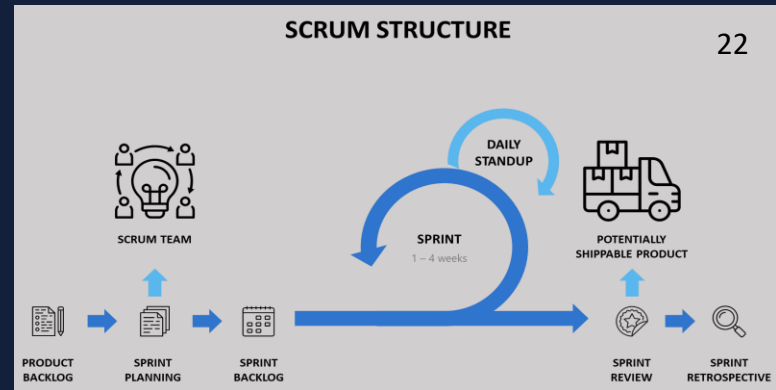 SCRUM STRUCTURE
22
DAILY
STANDUP
SCRUM TEAM
SPRINT
1 – 4 weeks
POTENTIALLY
SHIPPABLE PRODUCT
PRODUCT
BACKLOG
SPRINT
PLANNING
SPRINT
BACKLOG
SPRINT
REVIEW
SPRINT
RETROSPECTIVE